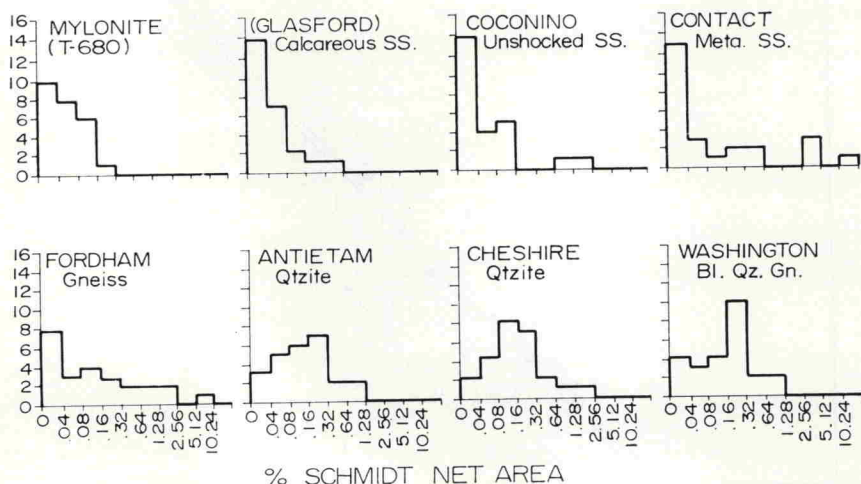 16
14
12
10
8
6
4
2
0
MYLONITE
(T-680)
(GLASFORD)
Calcareous SS.
COCONINO
Unshocked SS.
CONTACT
Meta. SS.
16
14
12
10
8
6
4
2
0
FORDHAM
Gneiss
ANTIETAM
Qtzite
CHESHIRE
Qtzite
WASHINGTON
Bl. Qz. Gn.
0 .04 .08 .16 .32 .64 1.28 2.56 5.12 10.24
0 .04 .08 .16 .32 .64 1.28 2.56 5.12 10.24
0 .04 .08 .16 .32 .64 1.28 2.56 5.12 10.24
0 .04 .08 .16 .32 .64 1.28 2.56 5.12 10.24
% SCHMIDT NET AREA